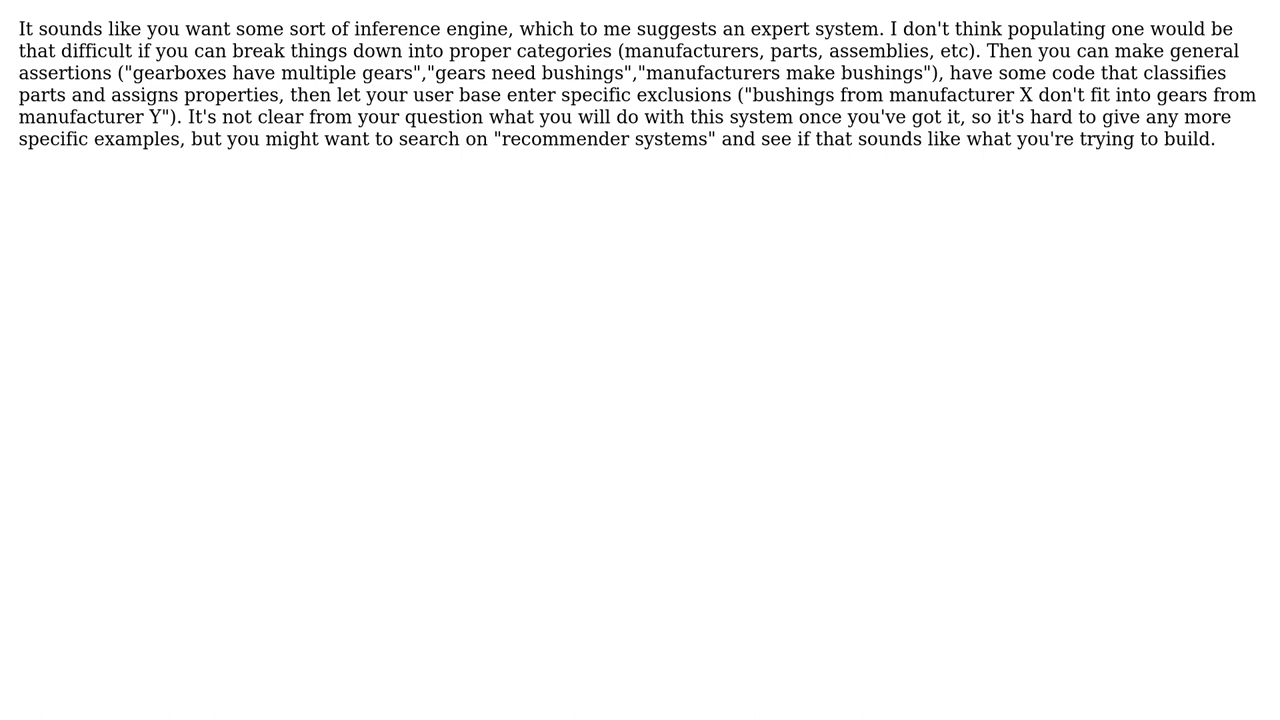 It sounds like you want some sort of inference engine, which to me suggests an expert system. I don't think populating one would be
that difficult if you can break things down into proper categories (manufacturers, parts, assemblies, etc). Then you can make general
assertions ("gearboxes have multiple gears","gears need bushings","manufacturers make bushings"), have some code that classifies
parts and assigns properties, then let your user base enter specific exclusions ("bushings from manufacturer X don't fit into gears from
manufacturer Y"). It's not clear from your question what you will do with this system once you've got it, so it's hard to give any more
specific examples, but you might want to search on "recommender systems" and see if that sounds like what you're trying to build.